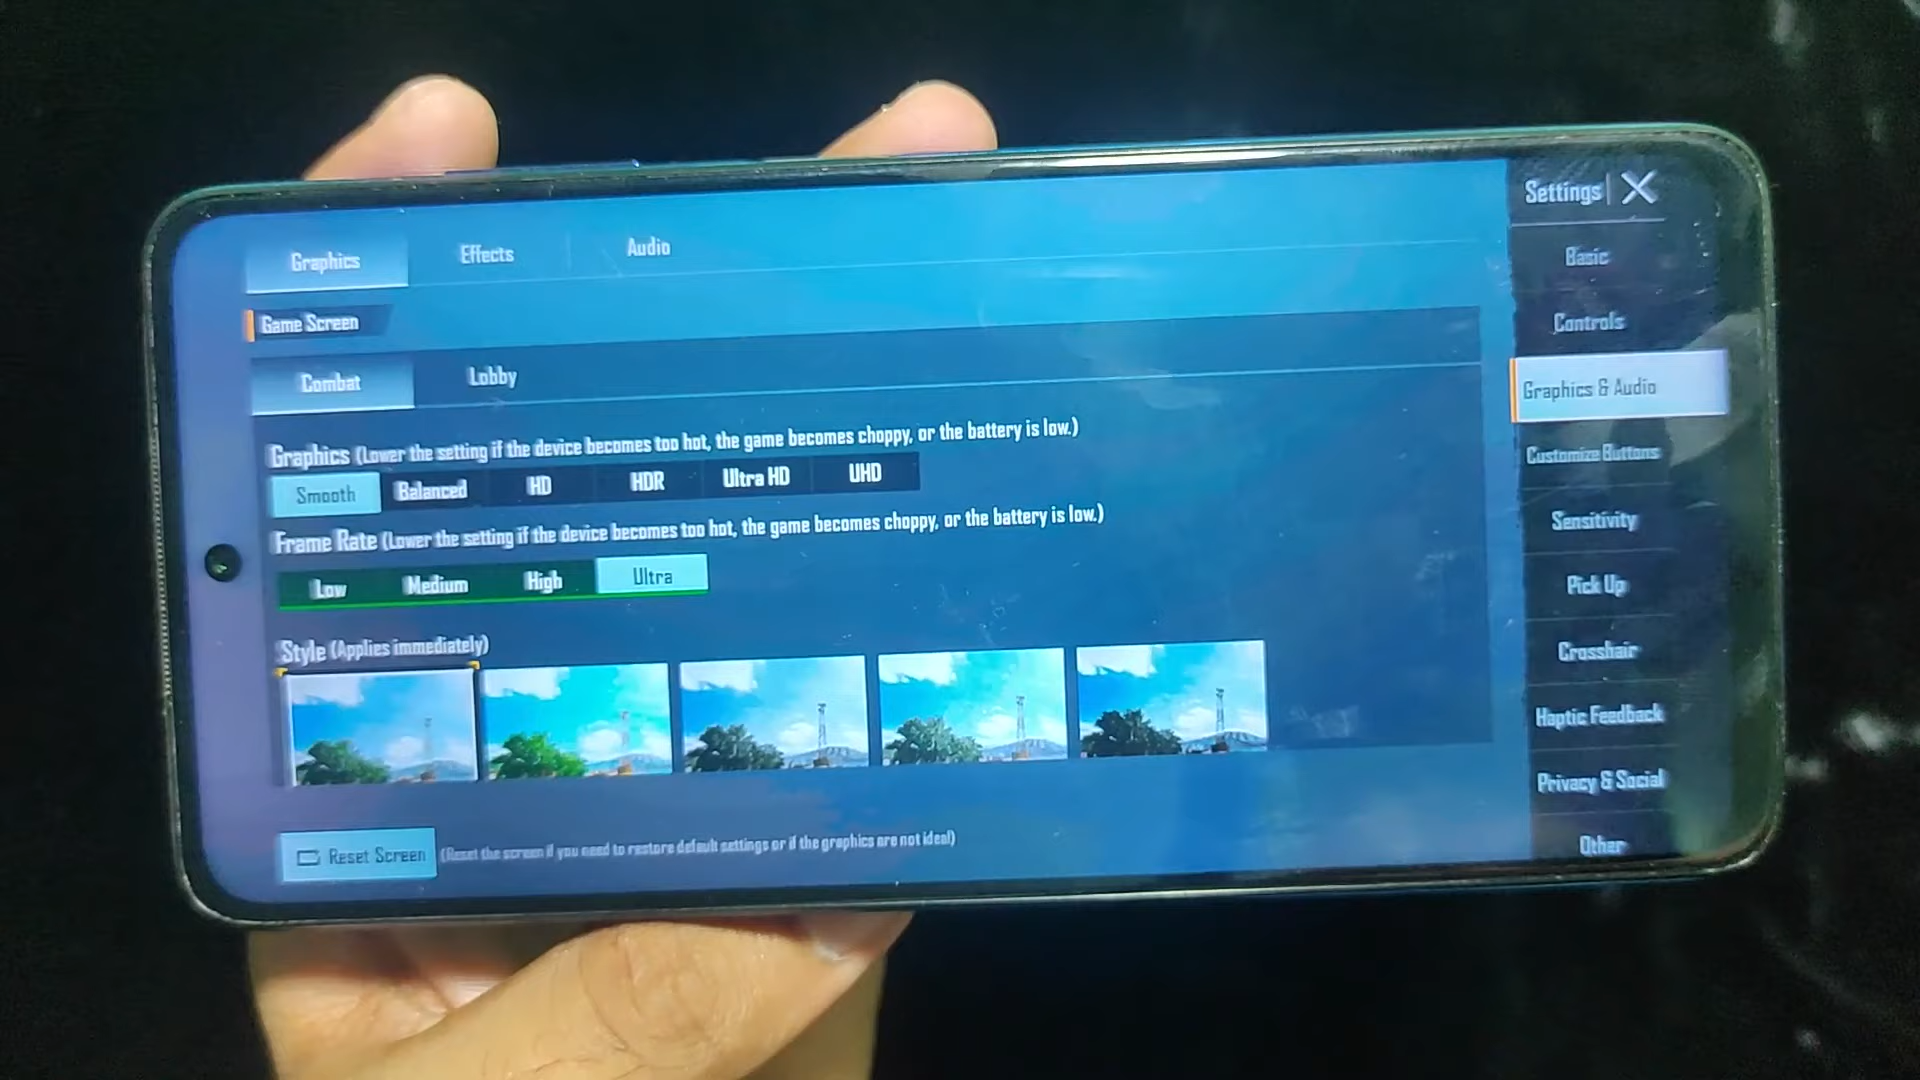 Settings
Graphics Effects Audio
Game Screen
Combat Lobby
Graphics (Lower the setting if the device becomes too hot, the game becomes choppy, or the battery is low.)
Smooth Balanced HD HDR Ultra HD UHD
Frame Rate (Lower the setting if the device becomes too hot, the game becomes choppy, or the battery is low.)
Low Medium High Ultra
Style (Applies immediately)
Reset Screen (Reset the screen if you need to restore default settings or if the graphics are not ideal)
Basic
Controls
Graphics & Audio
Customize Buttons
Sensitivity
Pick Up
Crosshair
Haptic Feedback
Privacy & Social
Other